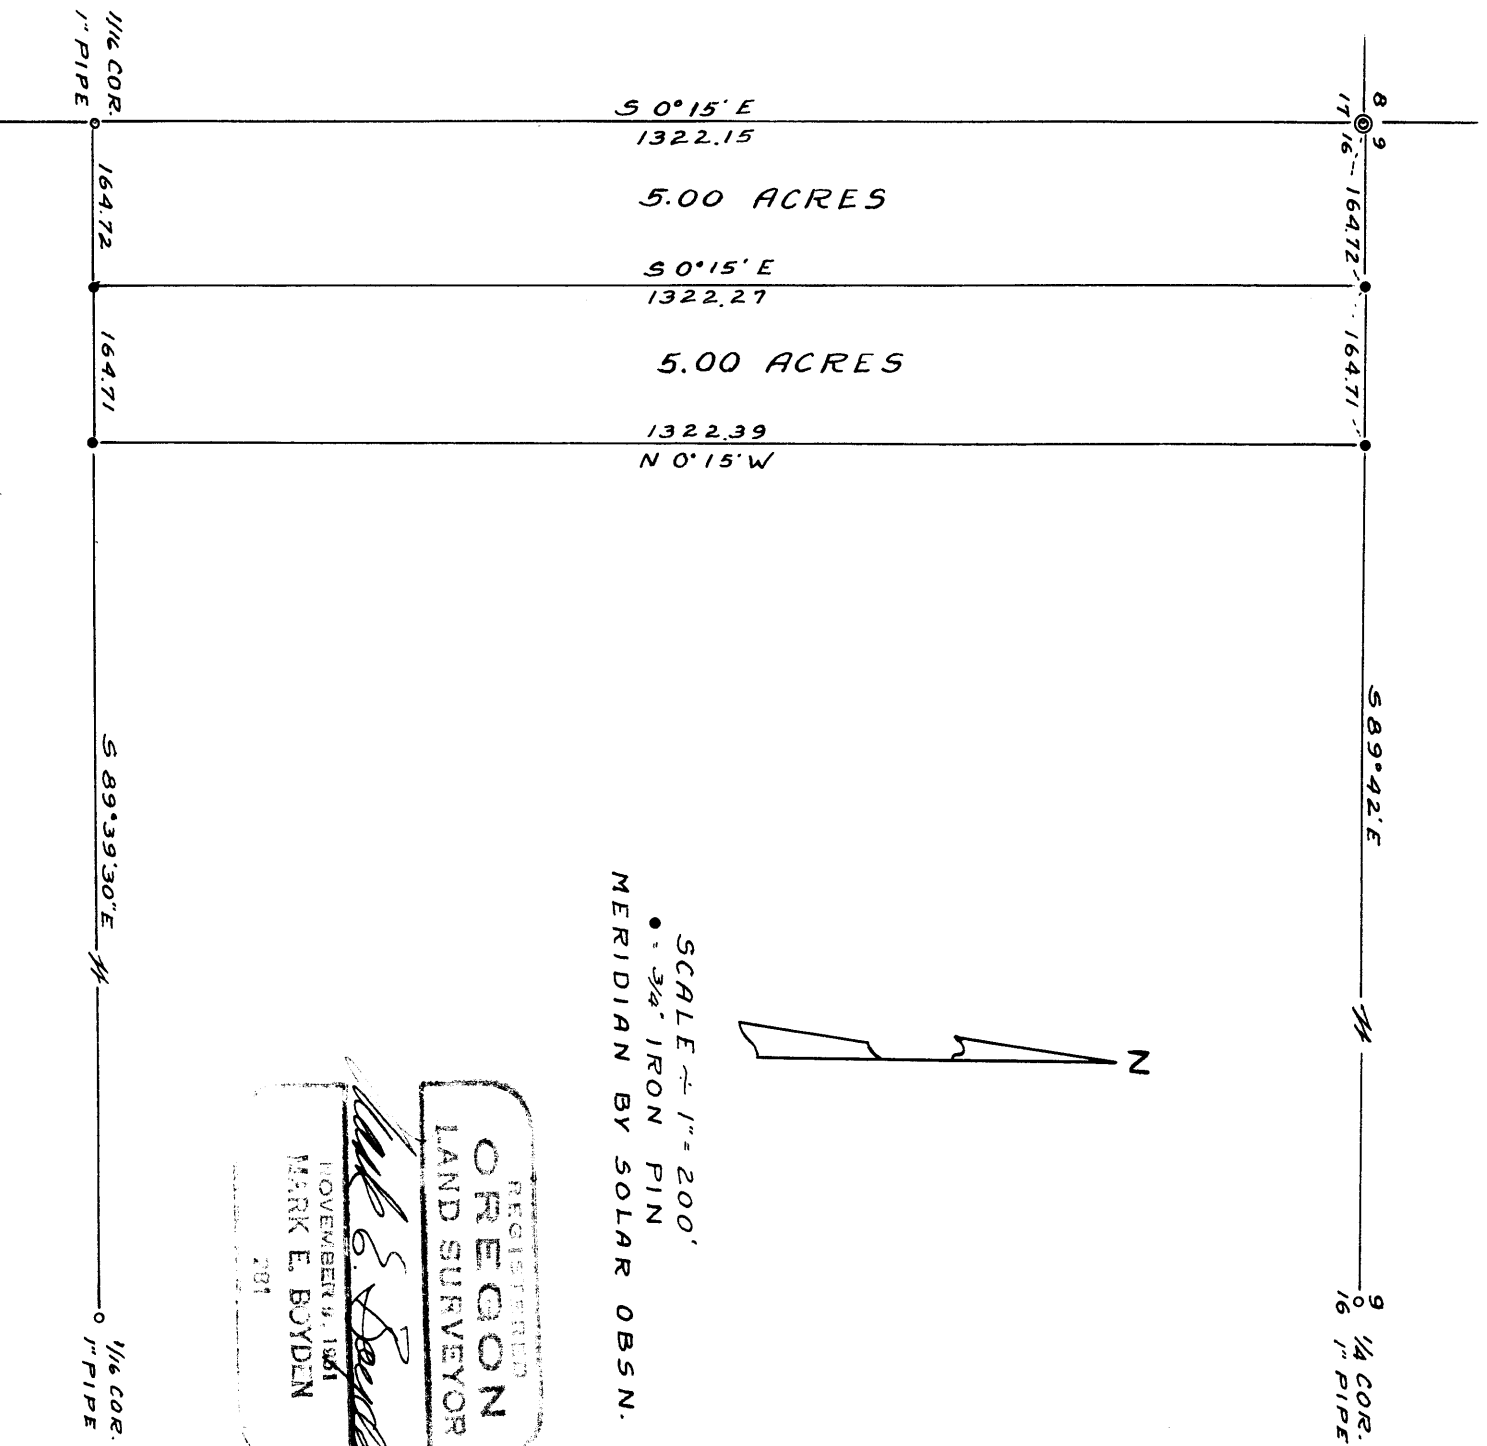 1/16 COR.
1" PIPE
S 0°15' E
1322.15
8
9
17
16
164.72
164.72
5.00 ACRES
S 0°15' E
1322.27
164.71
164.71
5.00 ACRES
1322.39
N 0°15' W
S 89°42' E
S 89°39'30" E
N
SCALE ÷ 1" = 200'
● = 3/4" IRON PIN
MERIDIAN BY SOLAR OBSN.
REGISTERED
OREGON
LAND SURVEYOR
Mark E.
NOVEMBER
MARK E. BOYDEN
281
9
16
1/4 COR.
1" PIPE
1/16 COR.
1" PIPE